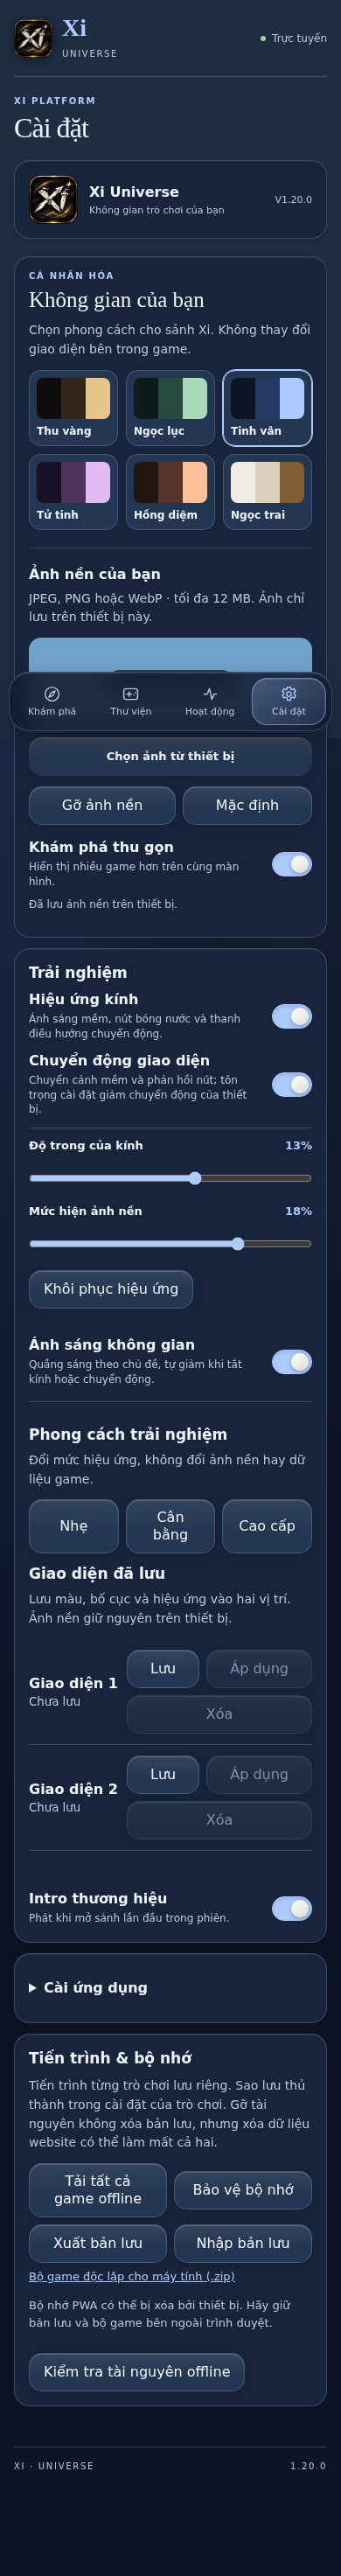 Xi
UNIVERSE
Trực tuyến
XI PLATFORM
Cài đặt
Xi Universe
Không gian trò chơi của bạn
V1.20.0
CÁ NHÂN HÓA
Không gian của bạn
Chọn phong cách cho sảnh Xi. Không thay đổi
giao diện bên trong game.
Thu vàng
Ngọc lục
Tinh vân
Tử tinh
Hồng diệm
Ngọc trai
Ảnh nền của bạn
JPEG, PNG hoặc WebP · tối đa 12 MB. Ảnh chỉ
lưu trên thiết bị này.
Khám phá
Thư viện
Hoạt động
Cài đặt
Chọn ảnh từ thiết bị
Gỡ ảnh nền
Mặc định
Khám phá thu gọn
Hiển thị nhiều game hơn trên cùng màn
hình.
Đã lưu ảnh nền trên thiết bị.
Trải nghiệm
Hiệu ứng kính
Ánh sáng mềm, nút bóng nước và thanh
điều hướng chuyển động.
Chuyển động giao diện
Chuyển cảnh mềm và phản hồi nút; tôn
trọng cài đặt giảm chuyển động của thiết
bị.
Độ trong của kính
13%
Mức hiện ảnh nền
18%
Khôi phục hiệu ứng
Ánh sáng không gian
Quầng sáng theo chủ đề, tự giảm khi tắt
kính hoặc chuyển động.
Phong cách trải nghiệm
Đổi mức hiệu ứng, không đổi ảnh nền hay dữ
liệu game.
Nhẹ
Cân
bằng
Cao cấp
Giao diện đã lưu
Lưu màu, bố cục và hiệu ứng vào hai vị trí.
Ảnh nền giữ nguyên trên thiết bị.
Giao diện 1
Chưa lưu
Lưu
Áp dụng
Xóa
Giao diện 2
Chưa lưu
Lưu
Áp dụng
Xóa
Intro thương hiệu
Phát khi mở sảnh lần đầu trong phiên.
Cài ứng dụng
Tiến trình & bộ nhớ
Tiến trình từng trò chơi lưu riêng. Sao lưu thủ
thành trong cài đặt của trò chơi. Gỡ tài
nguyên không xóa bản lưu, nhưng xóa dữ liệu
website có thể làm mất cả hai.
Tải tất cả
game offline
Bảo vệ bộ nhớ
Xuất bản lưu
Nhập bản lưu
Bộ game độc lập cho máy tính (.zip)
Bộ nhớ PWA có thể bị xóa bởi thiết bị. Hãy giữ
bản lưu và bộ game bên ngoài trình duyệt.
Kiểm tra tài nguyên offline
XI · UNIVERSE
1.20.0